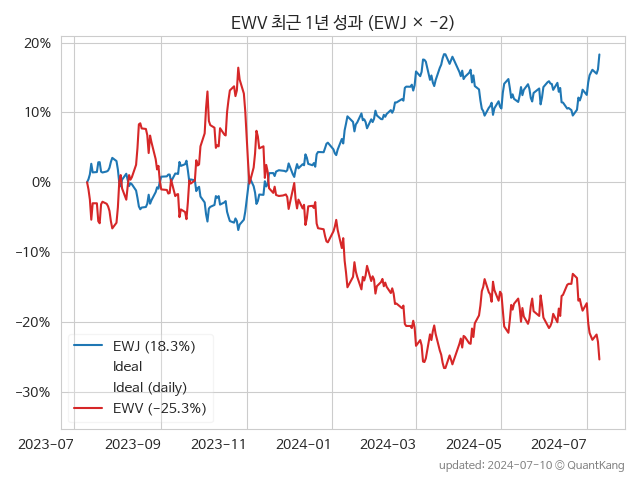 EWV 최근 1년 성과 (EWJ × −2)
20%
10%
0%
−10%
−20%
−30%
EWJ (18.3%)
Ideal
Ideal (daily)
EWV (−25.3%)
2023-07
2023-09
2023-11
2024-01
2024-03
2024-05
2024-07
updated: 2024-07-10 © QuantKang